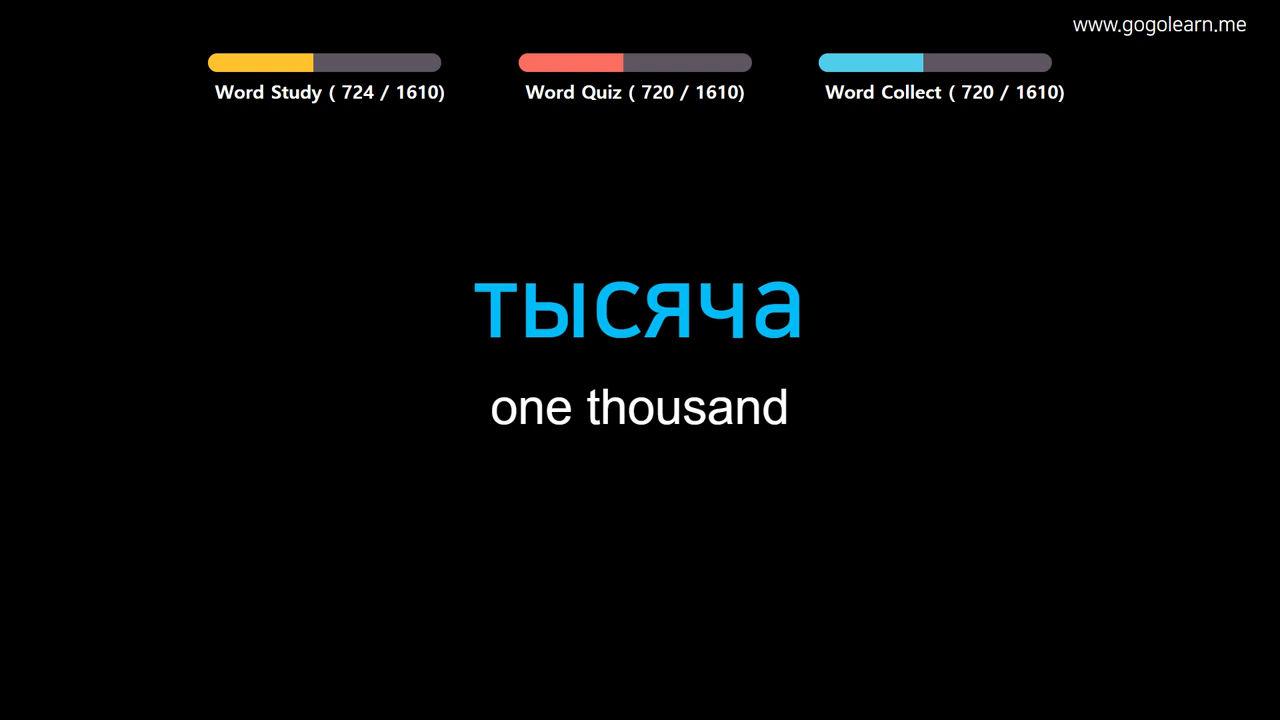 www.gogolearn.me
Word Study ( 724 / 1610)
Word Quiz ( 720 / 1610)
Word Collect ( 720 / 1610)
тысяча
one thousand